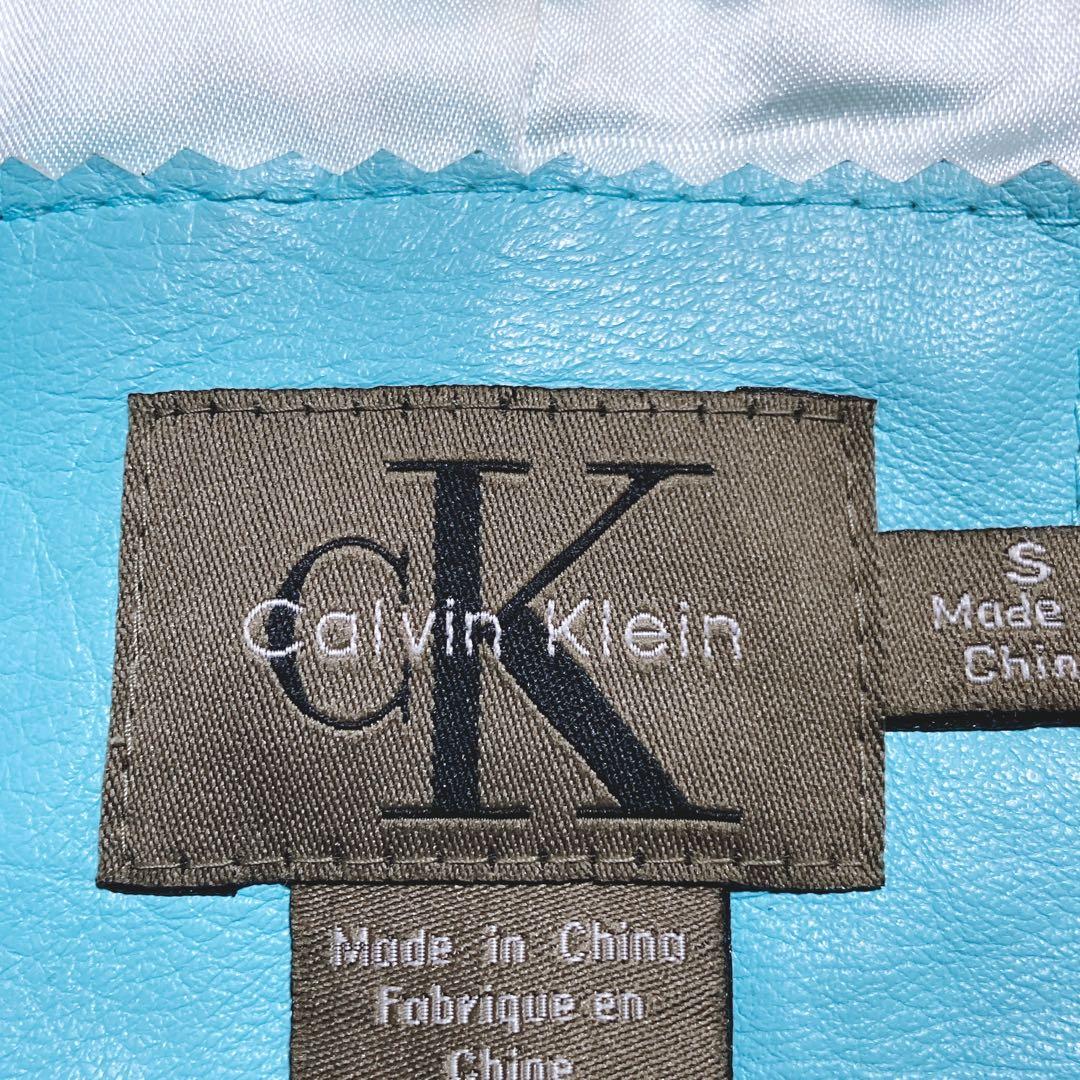 CK
Calvin Klein
S
Made
Chin
Made in China
Fabrique en
Chine